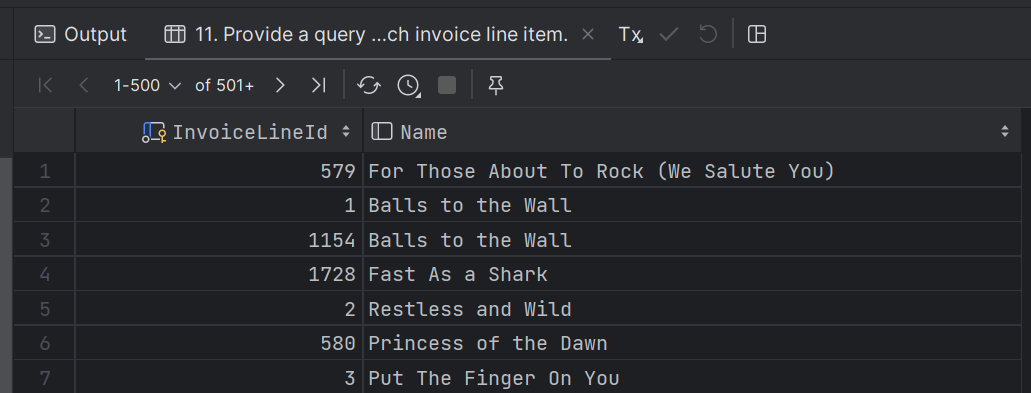 Output 11. Provide a query ...ch invoice line item. Tx
1-500 of 501+
InvoiceLineId Name
1 579 For Those About To Rock (We Salute You)
2 1 Balls to the Wall
3 1154 Balls to the Wall
4 1728 Fast As a Shark
5 2 Restless and Wild
6 580 Princess of the Dawn
7 3 Put The Finger On You